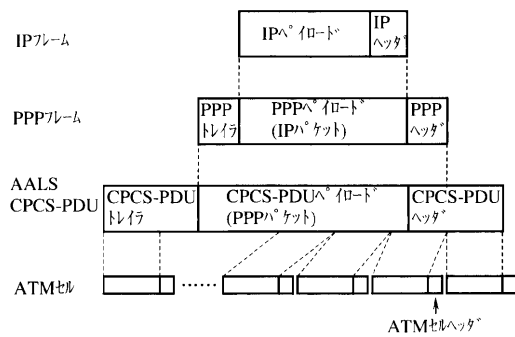 IPﾌﾚｰﾑ
IPﾍﾟｲﾛｰﾄﾞ
IP
ﾍｯﾀﾞ
PPPﾌﾚｰﾑ
PPP
ﾄﾚｲﾗ
PPPﾍﾟｲﾛｰﾄﾞ
(IPﾊﾟｹｯﾄ)
PPP
ﾍｯﾀﾞ
AALS
CPCS-PDU
CPCS-PDU
ﾄﾚｲﾗ
CPCS-PDUﾍﾟｲﾛｰﾄﾞ
(PPPﾊﾟｹｯﾄ)
CPCS-PDU
ﾍｯﾀﾞ
ATMｾﾙ
……
ATMｾﾙﾍｯﾀﾞ